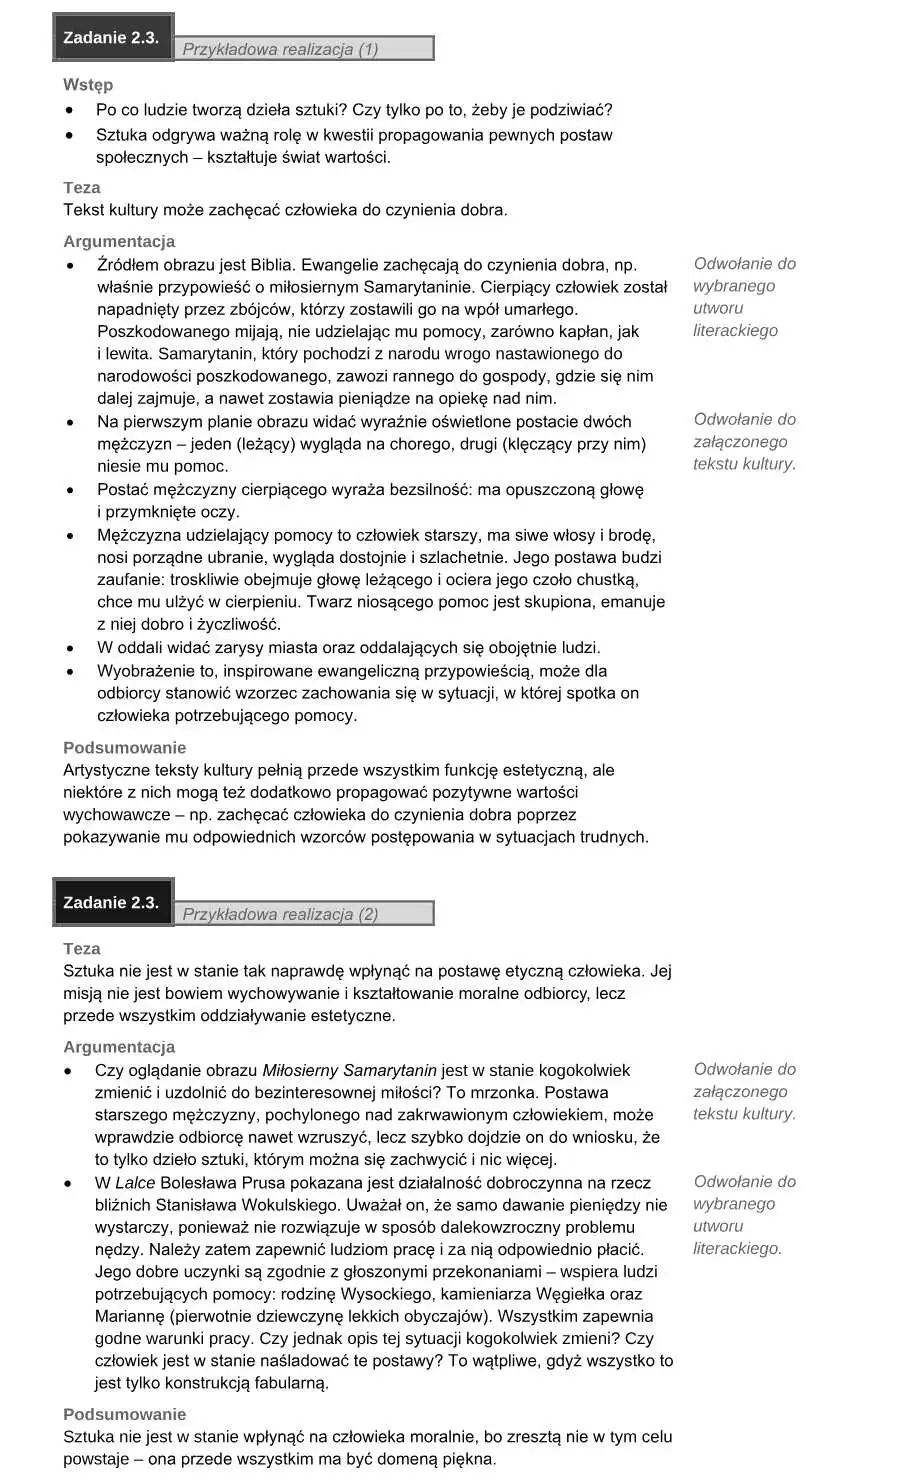 Zadanie 2.3.
Przykładowa realizacja (1)
Wstęp
• Po co ludzie tworzą dzieła sztuki? Czy tylko po to, żeby je podziwiać?
• Sztuka odgrywa ważną rolę w kwestii propagowania pewnych postaw
społecznych – kształtuje świat wartości.
Teza
Tekst kultury może zachęcać człowieka do czynienia dobra.
Argumentacja
• Źródłem obrazu jest Biblia. Ewangelie zachęcają do czynienia dobra, np.
właśnie przypowieść o miłosiernym Samarytaninie. Cierpiący człowiek został
napadnięty przez zbójców, którzy zostawili go na wpół umarłego.
Poszkodowanego mijają, nie udzielając mu pomocy, zarówno kapłan, jak
i lewita. Samarytanin, który pochodzi z narodu wrogo nastawionego do
narodowości poszkodowanego, zawozi rannego do gospody, gdzie się nim
dalej zajmuje, a nawet zostawia pieniądze na opiekę nad nim.
Odwołanie do
wybranego
utworu
literackiego
• Na pierwszym planie obrazu widać wyraźnie oświetlone postacie dwóch
mężczyzn – jeden (leżący) wygląda na chorego, drugi (klęczący przy nim)
niesie mu pomoc.
Odwołanie do
załączonego
tekstu kultury.
• Postać mężczyzny cierpiącego wyraża bezsilność: ma opuszczoną głowę
i przymknięte oczy.
• Mężczyzna udzielający pomocy to człowiek starszy, ma siwe włosy i brodę,
nosi porządne ubranie, wygląda dostojnie i szlachetnie. Jego postawa budzi
zaufanie: troskliwie obejmuje głowę leżącego i ociera jego czoło chustką,
chce mu ulżyć w cierpieniu. Twarz niosącego pomoc jest skupiona, emanuje
z niej dobro i życzliwość.
• W oddali widać zarysy miasta oraz oddalających się obojętnie ludzi.
• Wyobrażenie to, inspirowane ewangeliczną przypowieścią, może dla
odbiorcy stanowić wzorzec zachowania się w sytuacji, w której spotka on
człowieka potrzebującego pomocy.
Podsumowanie
Artystyczne teksty kultury pełnią przede wszystkim funkcję estetyczną, ale
niektóre z nich mogą też dodatkowo propagować pozytywne wartości
wychowawcze – np. zachęcać człowieka do czynienia dobra poprzez
pokazywanie mu odpowiednich wzorców postępowania w sytuacjach trudnych.
Zadanie 2.3.
Przykładowa realizacja (2)
Teza
Sztuka nie jest w stanie tak naprawdę wpłynąć na postawę etyczną człowieka. Jej
misją nie jest bowiem wychowywanie i kształtowanie moralne odbiorcy, lecz
przede wszystkim oddziaływanie estetyczne.
Argumentacja
• Czy oglądanie obrazu Miłosierny Samarytanin jest w stanie kogokolwiek
zmienić i uzdolnić do bezinteresownej miłości? To mrzonka. Postawa
starszego mężczyzny, pochylonego nad zakrwawionym człowiekiem, może
wprawdzie odbiorcę nawet wzruszyć, lecz szybko dojdzie on do wniosku, że
to tylko dzieło sztuki, którym można się zachwycić i nic więcej.
Odwołanie do
załączonego
tekstu kultury.
• W Lalce Bolesława Prusa pokazana jest działalność dobroczynna na rzecz
bliźnich Stanisława Wokulskiego. Uważał on, że samo dawanie pieniędzy nie
wystarczy, ponieważ nie rozwiązuje w sposób dalekowzroczny problemu
nędzy. Należy zatem zapewnić ludziom pracę i za nią odpowiednio płacić.
Jego dobre uczynki są zgodnie z głoszonymi przekonaniami – wspiera ludzi
potrzebujących pomocy: rodzinę Wysockiego, kamieniarza Węgiełka oraz
Mariannę (pierwotnie dziewczynę lekkich obyczajów). Wszystkim zapewnia
godne warunki pracy. Czy jednak opis tej sytuacji kogokolwiek zmieni? Czy
człowiek jest w stanie naśladować te postawy? To wątpliwe, gdyż wszystko to
jest tylko konstrukcją fabularną.
Odwołanie do
wybranego
utworu
literackiego.
Podsumowanie
Sztuka nie jest w stanie wpłynąć na człowieka moralnie, bo zresztą nie w tym celu
powstaje – ona przede wszystkim ma być domeną piękna.